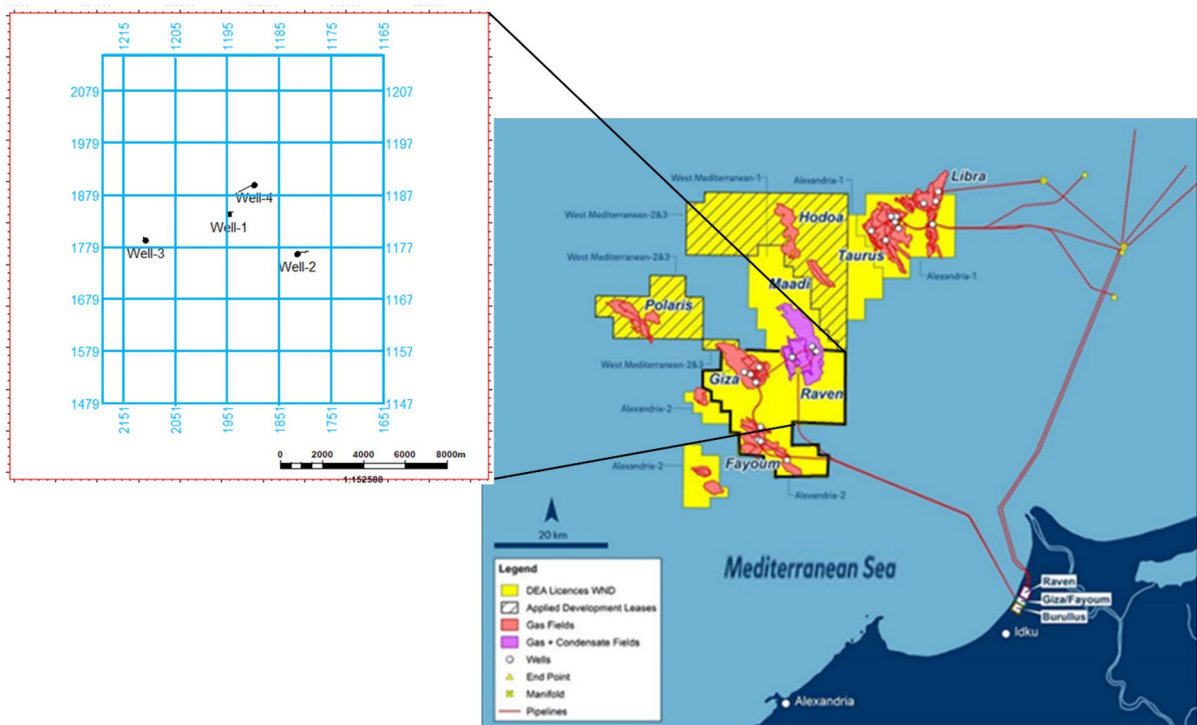 1215 1205 1195 1185 1175 1165
2079 1207
1979 1197
1879 1187
1779 1177
1679 1167
1579 1157
1479 1147
Well-4
Well-1
Well-3
Well-2
2151 2051 1951 1851 1751 1651
0 2000 4000 6000 8000m
1:152588
Libra
West Mediterranean-1
Alexandria-1
West Mediterranean-2&3
Hodoa
Taurus
West Mediterranean-2&3
Alexandria-1
Maadi
Polaris
West Mediterranean-2&3
Giza
Raven
Alexandria-2
Fayoum
Alexandria-2
Alexandria-2
20 km
Mediterranean Sea
Legend
DEA Licences WND
Applied Development Leases
Gas Fields
Gas + Condensate Fields
Wells
End Point
Manifold
Pipelines
Raven
Giza/Fayoum
Burullus
Idku
Alexandria